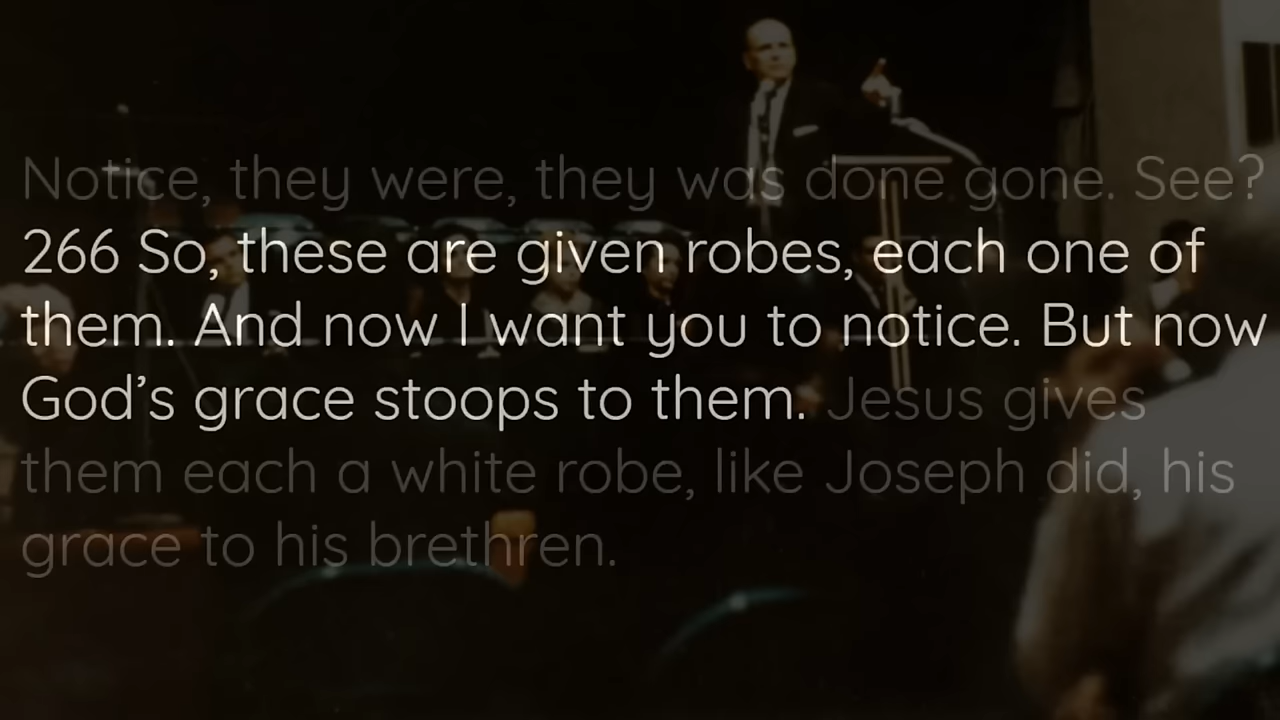 Notice, they were, they was done gone. See?
266 So, these are given robes, each one of
them. And now I want you to notice. But now
God’s grace stoops to them. Jesus gives
them each a white robe, like Joseph did, his
grace to his brethren.